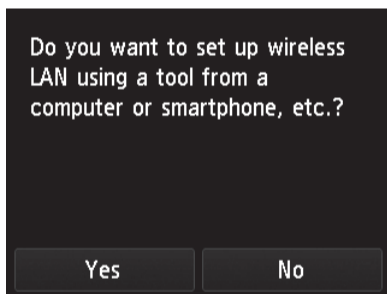 Do you want to set up wireless
LAN using a tool from a
computer or smartphone, etc.?
Yes
No